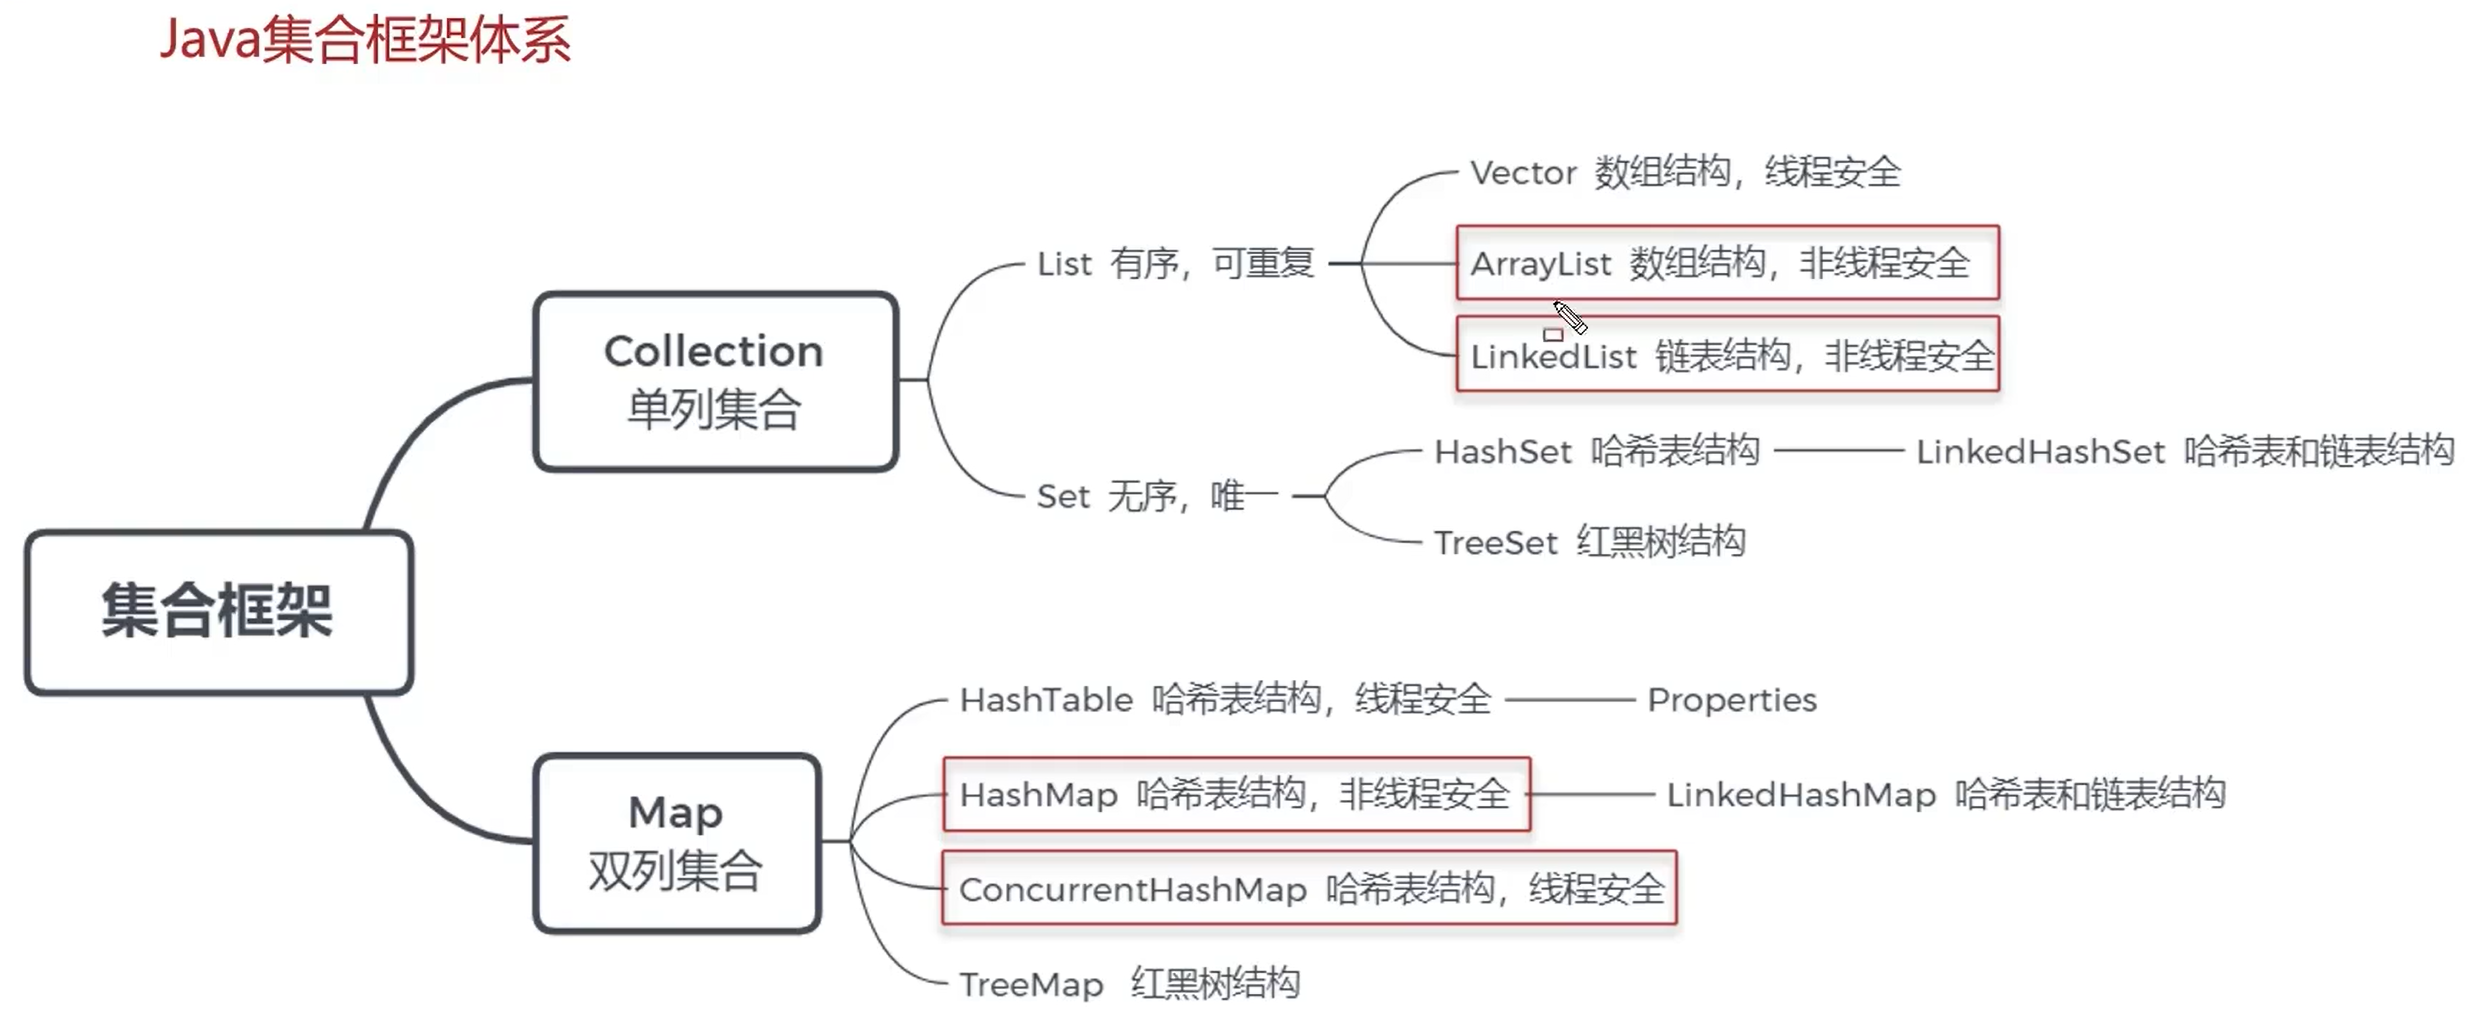 Java集合框架体系
集合框架
Collection
单列集合
List 有序，可重复
Vector 数组结构，线程安全
ArrayList 数组结构，非线程安全
LinkedList 链表结构，非线程安全
Set 无序，唯一
HashSet 哈希表结构
LinkedHashSet 哈希表和链表结构
TreeSet 红黑树结构
Map
双列集合
HashTable 哈希表结构，线程安全
Properties
HashMap 哈希表结构，非线程安全
LinkedHashMap 哈希表和链表结构
ConcurrentHashMap 哈希表结构，线程安全
TreeMap 红黑树结构